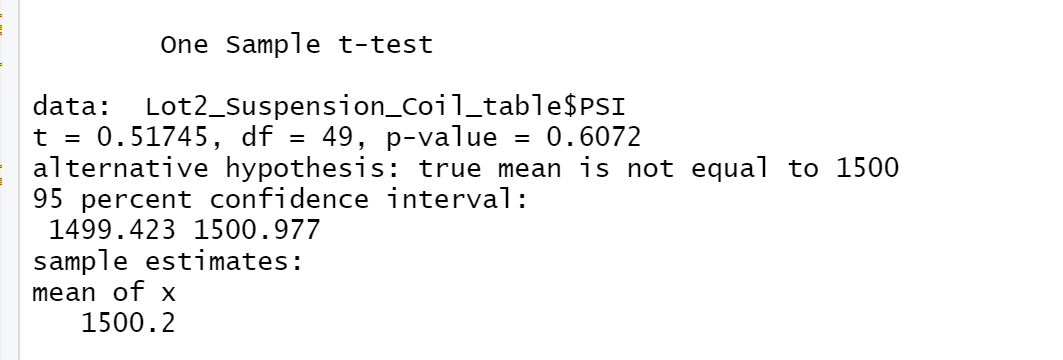 One Sample t-test
data:  Lot2_Suspension_Coil_table$PSI
t = 0.51745, df = 49, p-value = 0.6072
alternative hypothesis: true mean is not equal to 1500
95 percent confidence interval:
1499.423 1500.977
sample estimates:
mean of x
1500.2